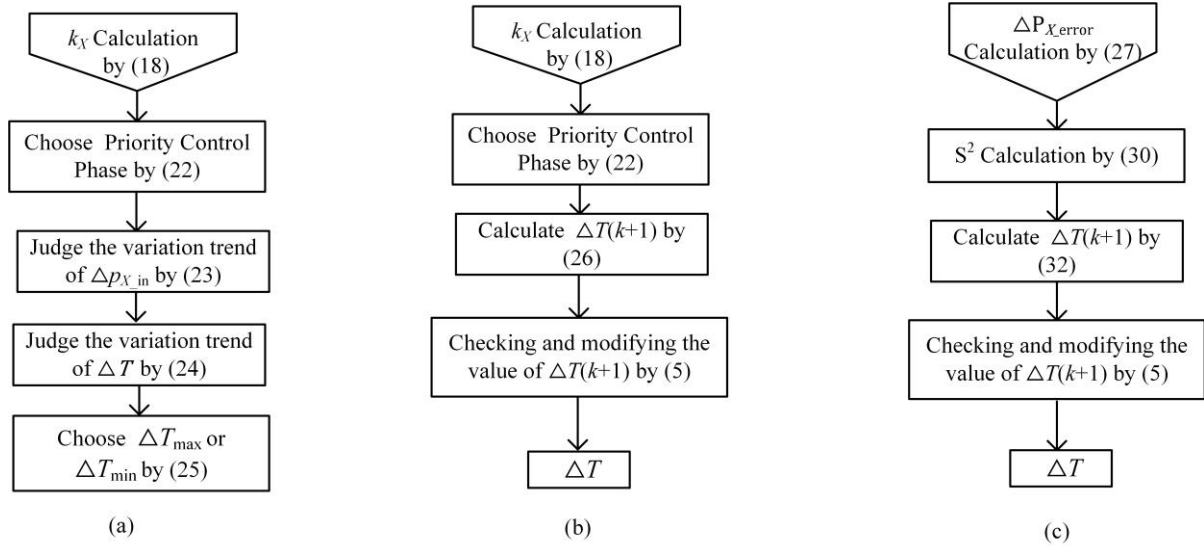 k_X Calculation
by (18)
Choose Priority Control
Phase by (22)
Judge the variation trend
of △p_X_in by (23)
Judge the variation trend
of △T by (24)
Choose △T_max or
△T_min by (25)
(a)
k_X Calculation
by (18)
Choose Priority Control
Phase by (22)
Calculate △T(k+1) by
(26)
Checking and modifying the
value of △T(k+1) by (5)
△T
(b)
△P_X_error
Calculation by (27)
S² Calculation by (30)
Calculate △T(k+1) by
(32)
Checking and modifying the
value of △T(k+1) by (5)
△T
(c)